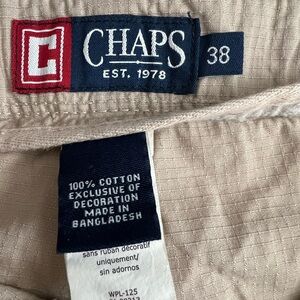 C
CHAPS
EST. 1978
38
100% COTTON
EXCLUSIVE OF
DECORATION
MADE IN
BANGLADESH
sans ruban décoratif
uniquement/
sin adornos
WPL-125